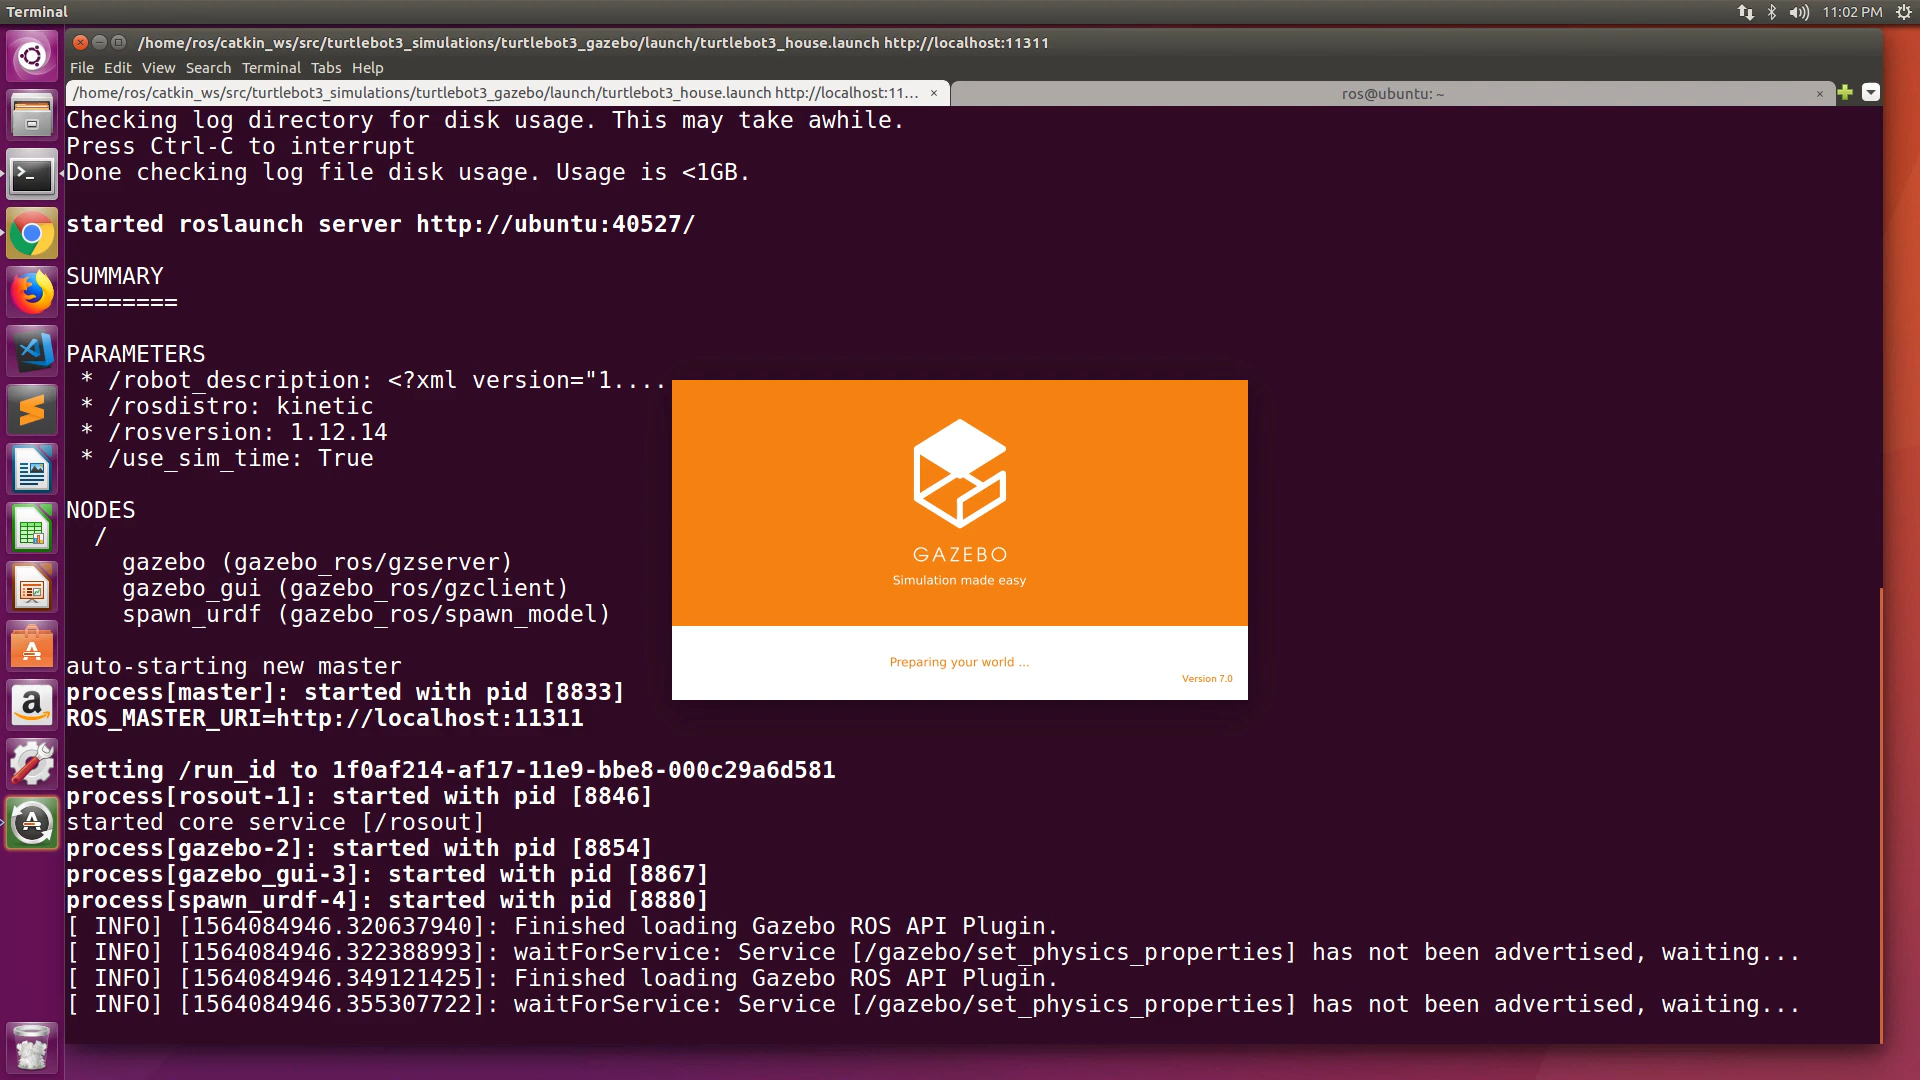 Terminal
11:02 PM
/home/ros/catkin_ws/src/turtlebot3_simulations/turtlebot3_gazebo/launch/turtlebot3_house.launch http://localhost:11311
File Edit View Search Terminal Tabs Help
/home/ros/catkin_ws/src/turtlebot3_simulations/turtlebot3_gazebo/launch/turtlebot3_house.launch http://localhost:11... ×
ros@ubuntu: ~ ×
Checking log directory for disk usage. This may take awhile.
Press Ctrl-C to interrupt
Done checking log file disk usage. Usage is <1GB.
started roslaunch server http://ubuntu:40527/
SUMMARY
========
PARAMETERS
* /robot_description: <?xml version="1....
* /rosdistro: kinetic
* /rosversion: 1.12.14
* /use_sim_time: True
NODES
/
gazebo (gazebo_ros/gzserver)
gazebo_gui (gazebo_ros/gzclient)
spawn_urdf (gazebo_ros/spawn_model)
auto-starting new master
process[master]: started with pid [8833]
ROS_MASTER_URI=http://localhost:11311
setting /run_id to 1f0af214-af17-11e9-bbe8-000c29a6d581
process[rosout-1]: started with pid [8846]
started core service [/rosout]
process[gazebo-2]: started with pid [8854]
process[gazebo_gui-3]: started with pid [8867]
process[spawn_urdf-4]: started with pid [8880]
[ INFO] [1564084946.320637940]: Finished loading Gazebo ROS API Plugin.
[ INFO] [1564084946.322388993]: waitForService: Service [/gazebo/set_physics_properties] has not been advertised, waiting...
[ INFO] [1564084946.349121425]: Finished loading Gazebo ROS API Plugin.
[ INFO] [1564084946.355307722]: waitForService: Service [/gazebo/set_physics_properties] has not been advertised, waiting...
GAZEBO
Simulation made easy
Preparing your world ...
Version 7.0